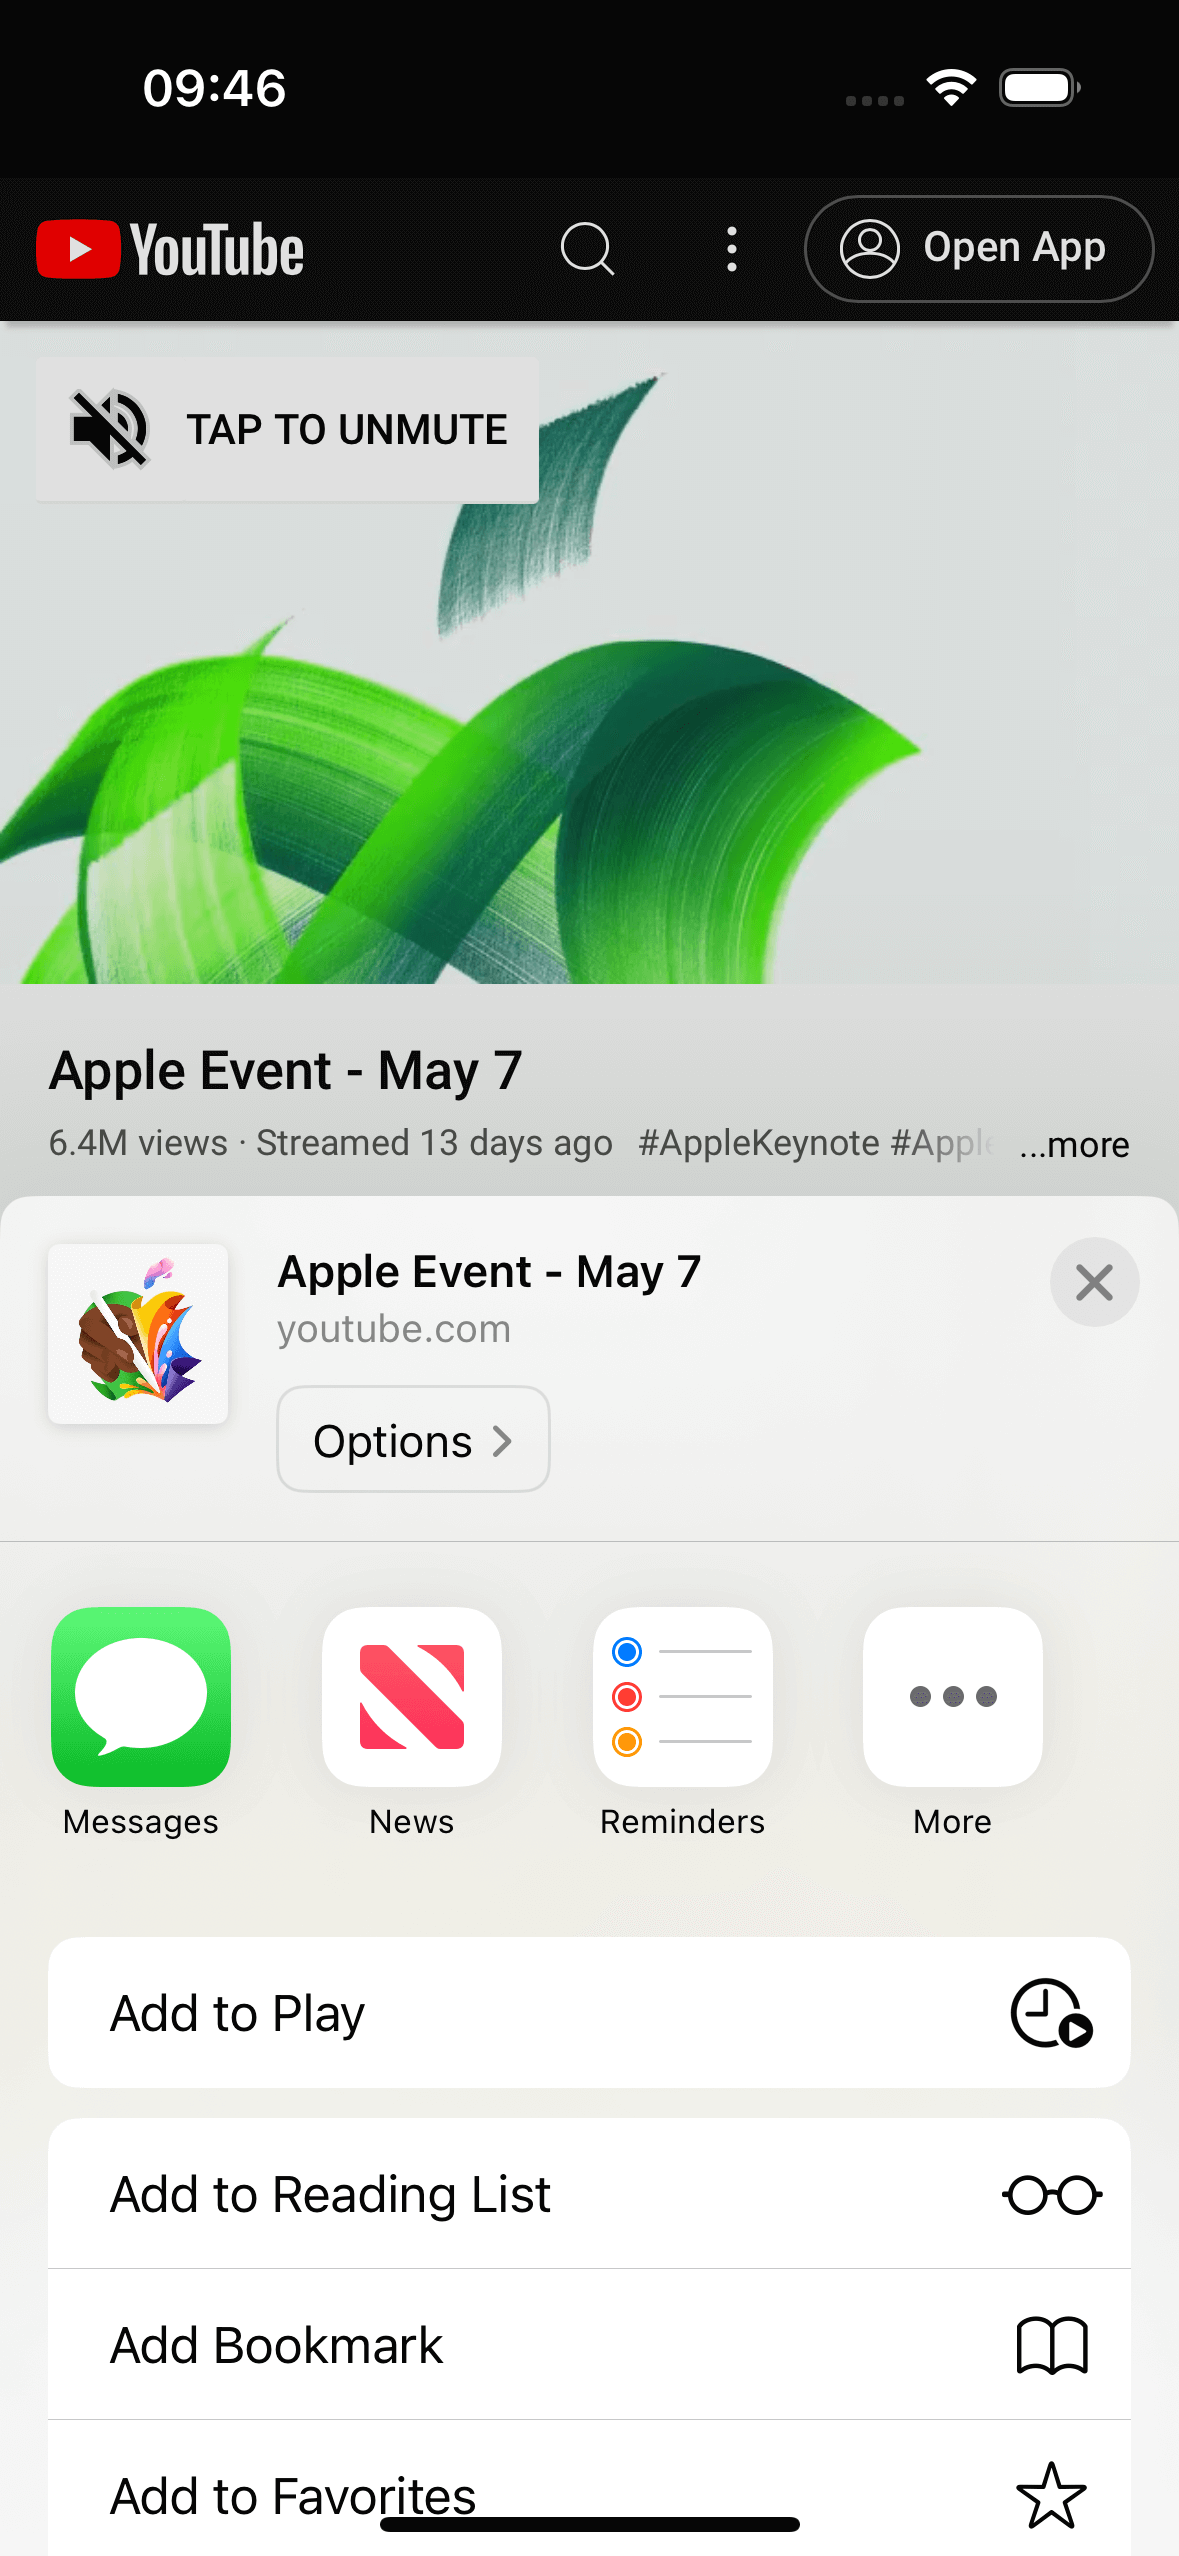 09:46
YouTube
Open App
TAP TO UNMUTE
Apple Event - May 7
6.4M views · Streamed 13 days ago #AppleKeynote #Apple ...more
Apple Event - May 7
youtube.com
Options
Messages
News
Reminders
More
Add to Play
Add to Reading List
Add Bookmark
Add to Favorites